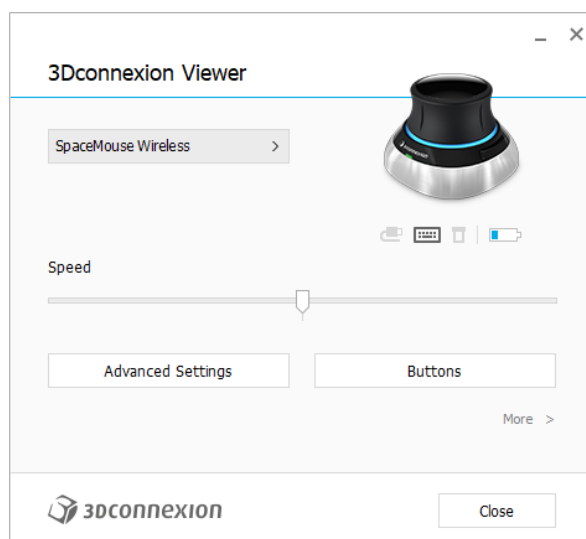 3Dconnexion Viewer
SpaceMouse Wireless >
Speed
Advanced Settings
Buttons
More >
3Dconnexion
Close